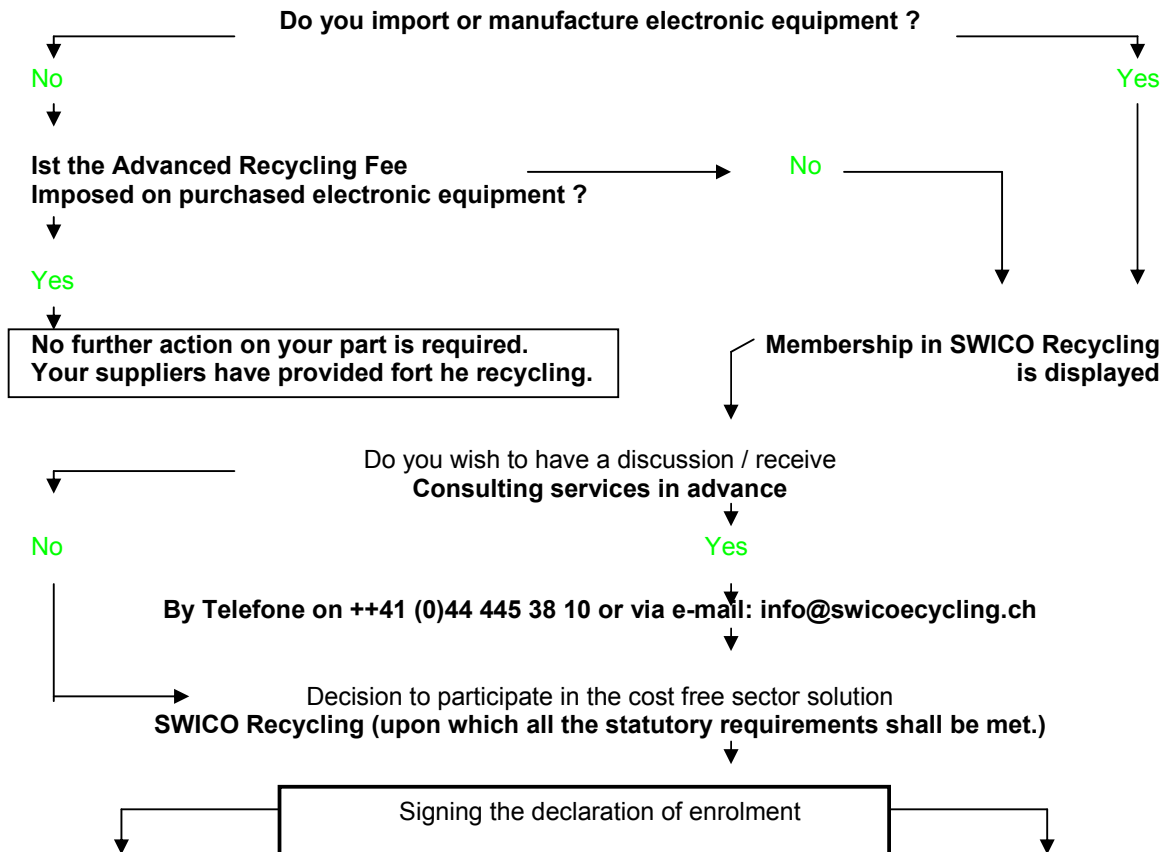 Do you import or manufacture electronic equipment ?
No
Yes
Ist the Advanced Recycling Fee
Imposed on purchased electronic equipment ?
No
Yes
No further action on your part is required.
Your suppliers have provided fort he recycling.
Membership in SWICO Recycling
is displayed
Do you wish to have a discussion / receive
Consulting services in advance
No
Yes
By Telefone on ++41 (0)44 445 38 10 or via e-mail: info@swicoecycling.ch
Decision to participate in the cost free sector solution
SWICO Recycling (upon which all the statutory requirements shall be met.)
Signing the declaration of enrolment